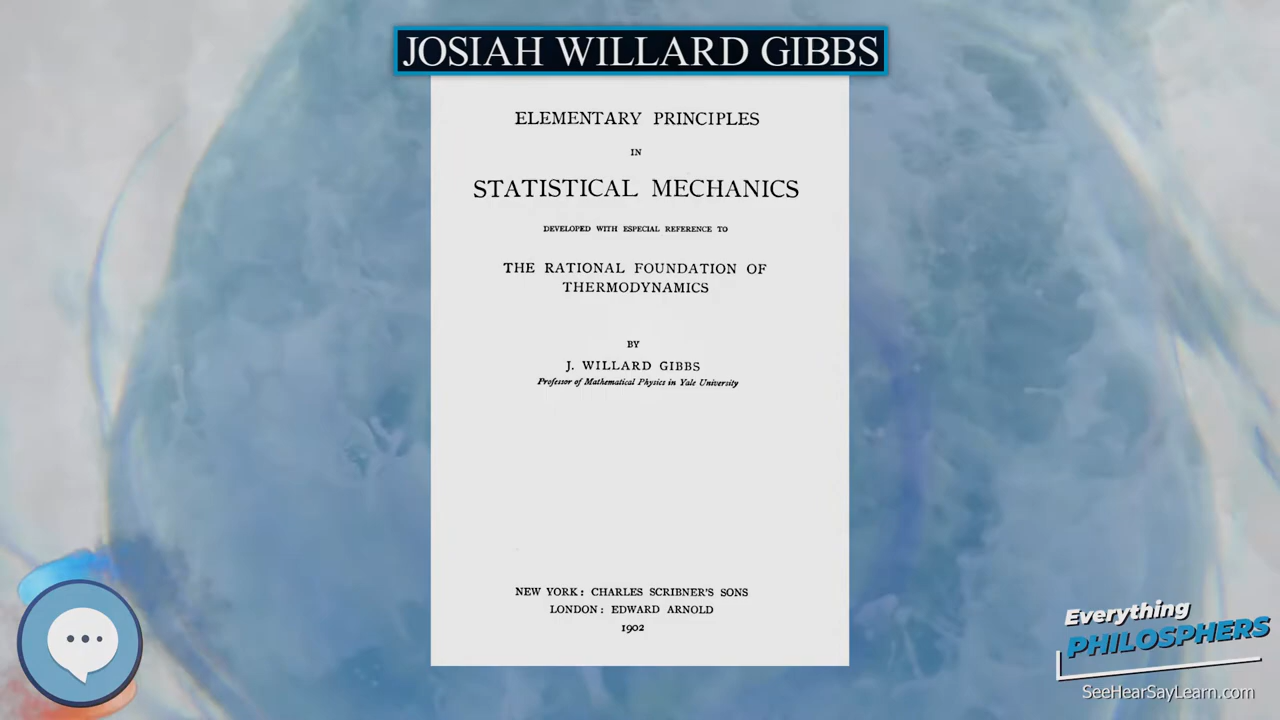 JOSIAH WILLARD GIBBS
ELEMENTARY PRINCIPLES
IN
STATISTICAL MECHANICS
DEVELOPED WITH ESPECIAL REFERENCE TO
THE RATIONAL FOUNDATION OF
THERMODYNAMICS
BY
J. WILLARD GIBBS
Professor of Mathematical Physics in Yale University
NEW YORK: CHARLES SCRIBNER'S SONS
LONDON: EDWARD ARNOLD
1902
Everything
PHILOSPHERS
SeeHearSayLearn.com